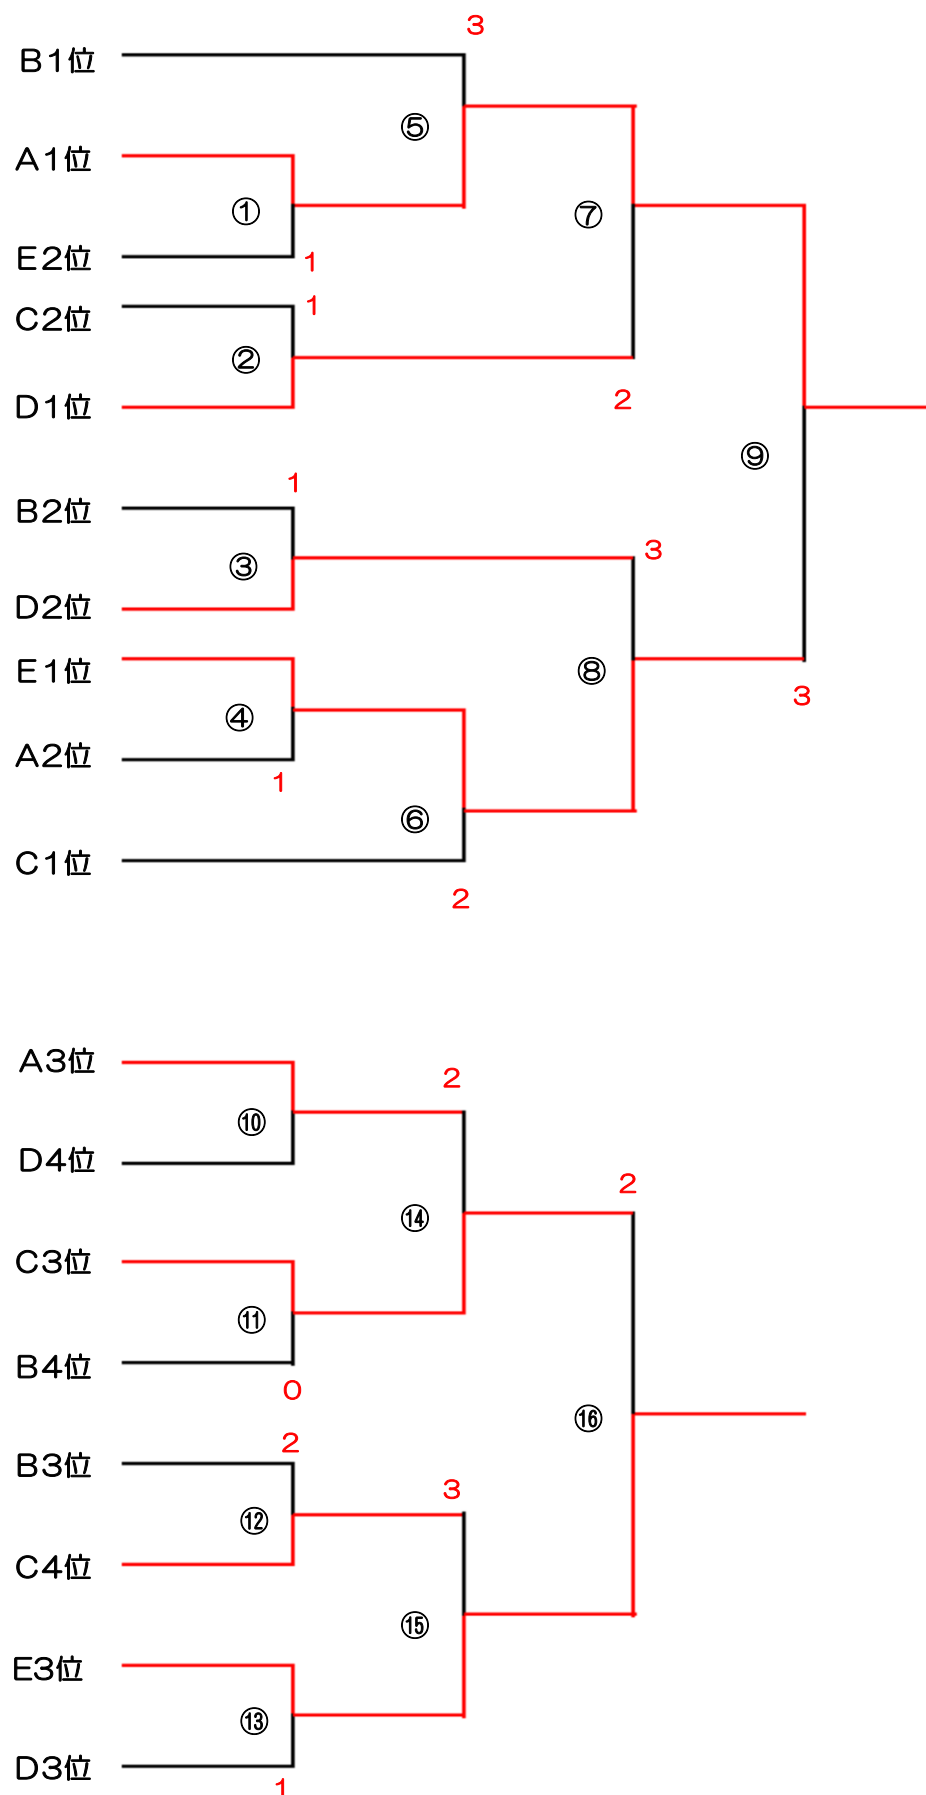 3
B1位
⑤
A1位
①
⑦
E2位
1
C2位
1
②
D1位
2
⑨
1
B2位
3
③
D2位
E1位
⑧
3
④
A2位
1
⑥
C1位
2
A3位
2
⑩
D4位
2
⑭
C3位
⑪
B4位
0
⑯
2
B3位
3
⑫
C4位
⑮
E3位
⑬
D3位
1